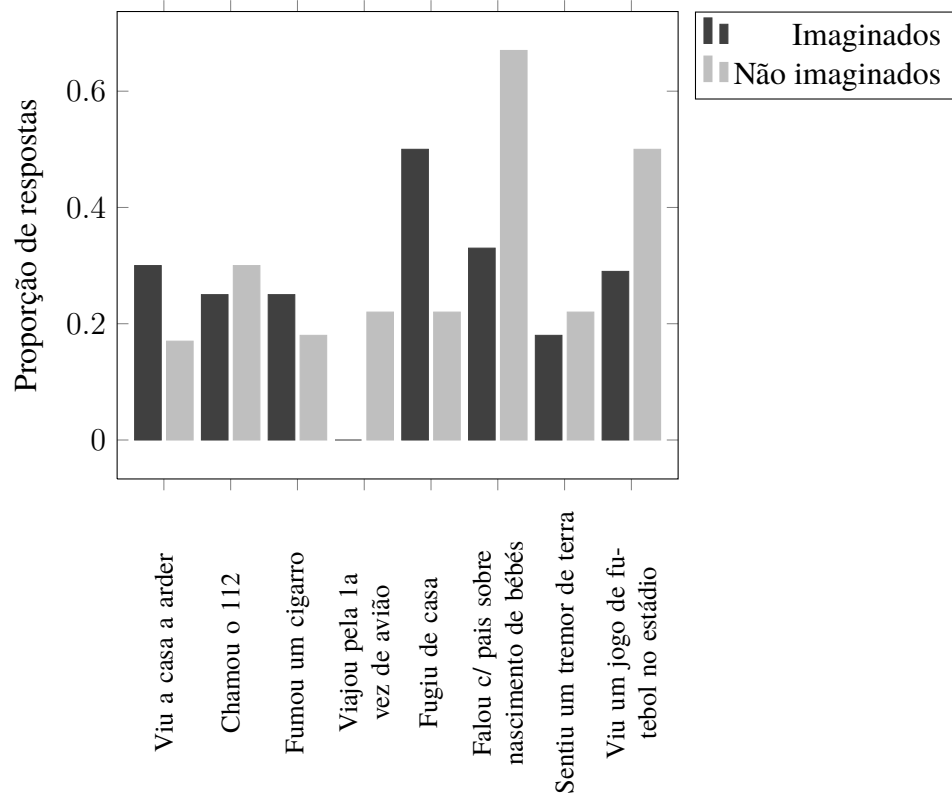 Imaginados
Não imaginados
Proporção de respostas
0.6
0.4
0.2
0
Viu a casa a arder
Chamou o 112
Fumou um cigarro
Viajou pela 1a
vez de avião
Fugiu de casa
Falou c/ pais sobre
nascimento de bébés
Sentiu um tremor de terra
Viu um jogo de fu-
tebol no estádio